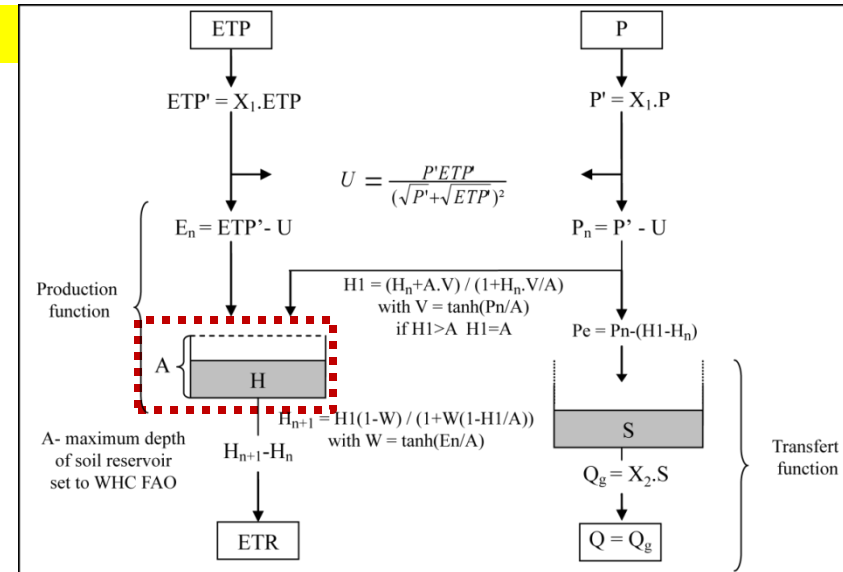 ETP
P
ETP' = X₁.ETP
P' = X₁.P
U = P'ETP' / (√P'+√ETP')²
Eₙ = ETP'- U
Pₙ = P' - U
Production
function
H1 = (Hₙ+A.V) / (1+Hₙ.V/A)
with V = tanh(Pn/A)
if H1>A H1=A
Pe = Pn-(H1-Hₙ)
A
H
S
Hₙ₊₁ = H1(1-W) / (1+W(1-H1/A))
with W = tanh(En/A)
A- maximum depth
of soil reservoir
set to WHC FAO
Hₙ₊₁-Hₙ
Q_g = X₂.S
Transfert
function
ETR
Q = Q_g